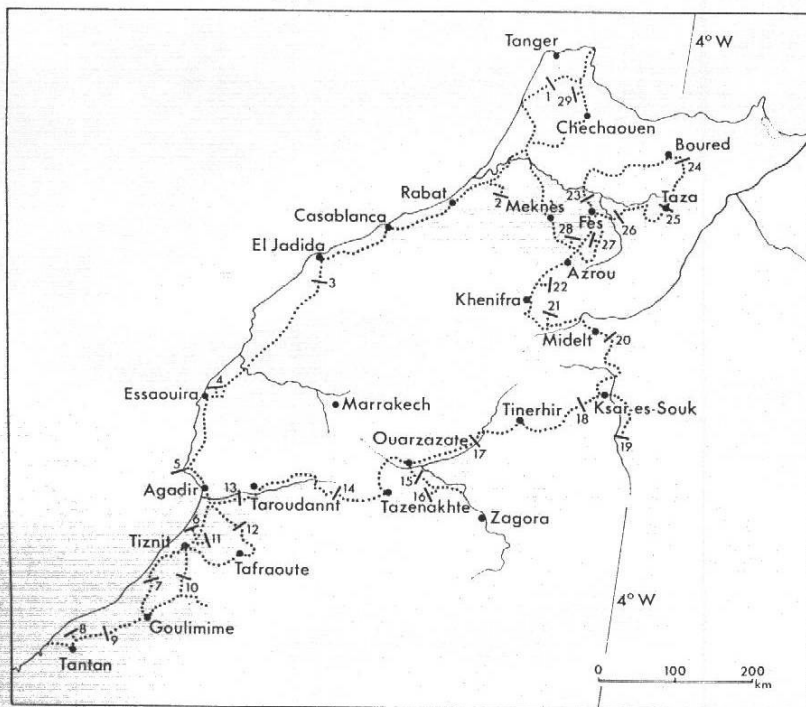 4° W
Tanger
1
29
Chechaouen
Boured
24
Rabat
2
Meknès
23
Fès
Taza
25
26
Casablanca
28
27
El Jadida
Azrou
3
22
Khenifra
21
Midelt
20
4
Essaouira
Marrakech
Tinerhir
18
Ksar-es-Souk
Ouarzazate
17
19
5
Agadir
13
Taroudannt
14
15
16
Tazenakhte
Zagora
6
12
Tiznit
11
Tafraoute
7
10
4° W
8
9
Goulimime
Tantan
0 100 200
km